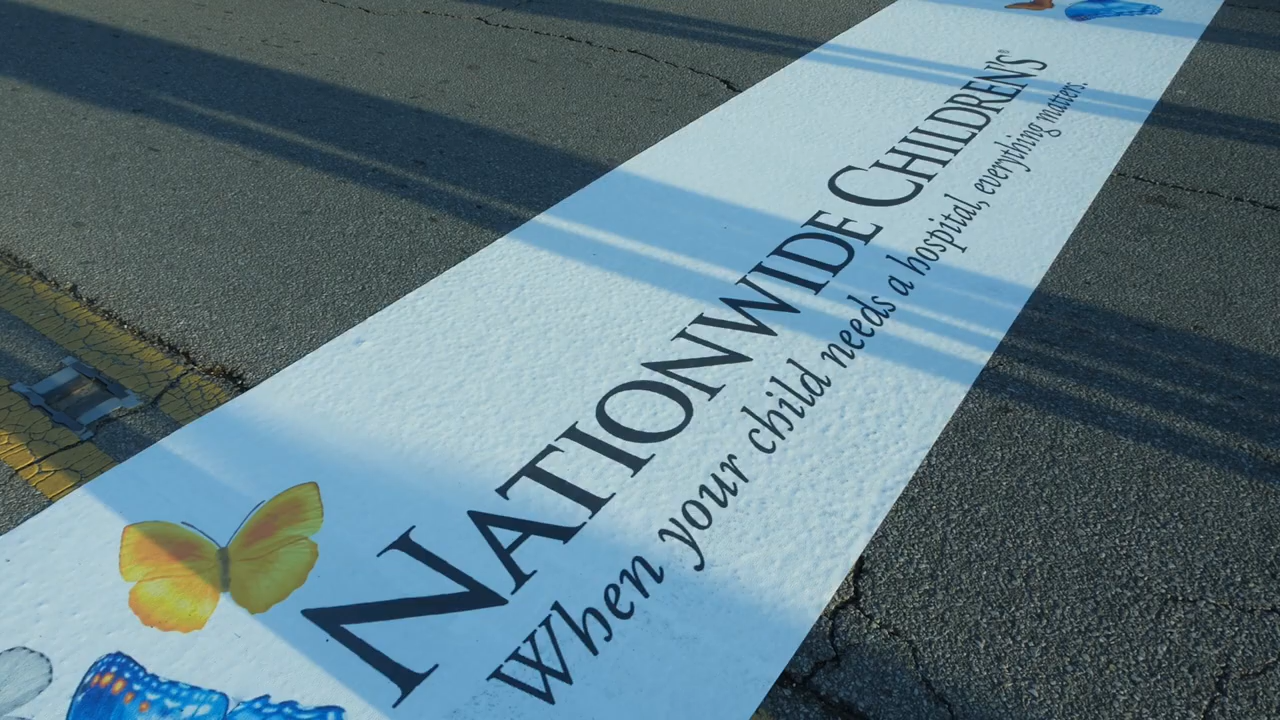 NATIONWIDE CHILDREN'S®
When your child needs a hospital, everything matters.